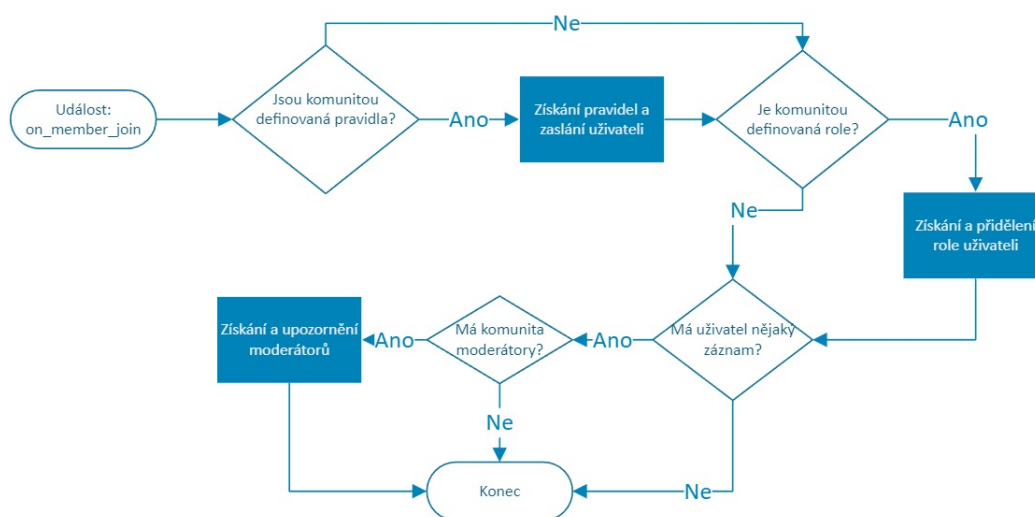 Ne
Událost:
on_member_join
Jsou komunitou
definovaná pravidla?
Ano
Získání pravidel a
zaslání uživateli
Je komunitou
definovaná role?
Ano
Ne
Získání a přidělení
role uživateli
Získání a upozornění
moderátorů
Ano
Má komunita
moderátory?
Ano
Má uživatel nějaký
záznam?
Ne
Konec
Ne